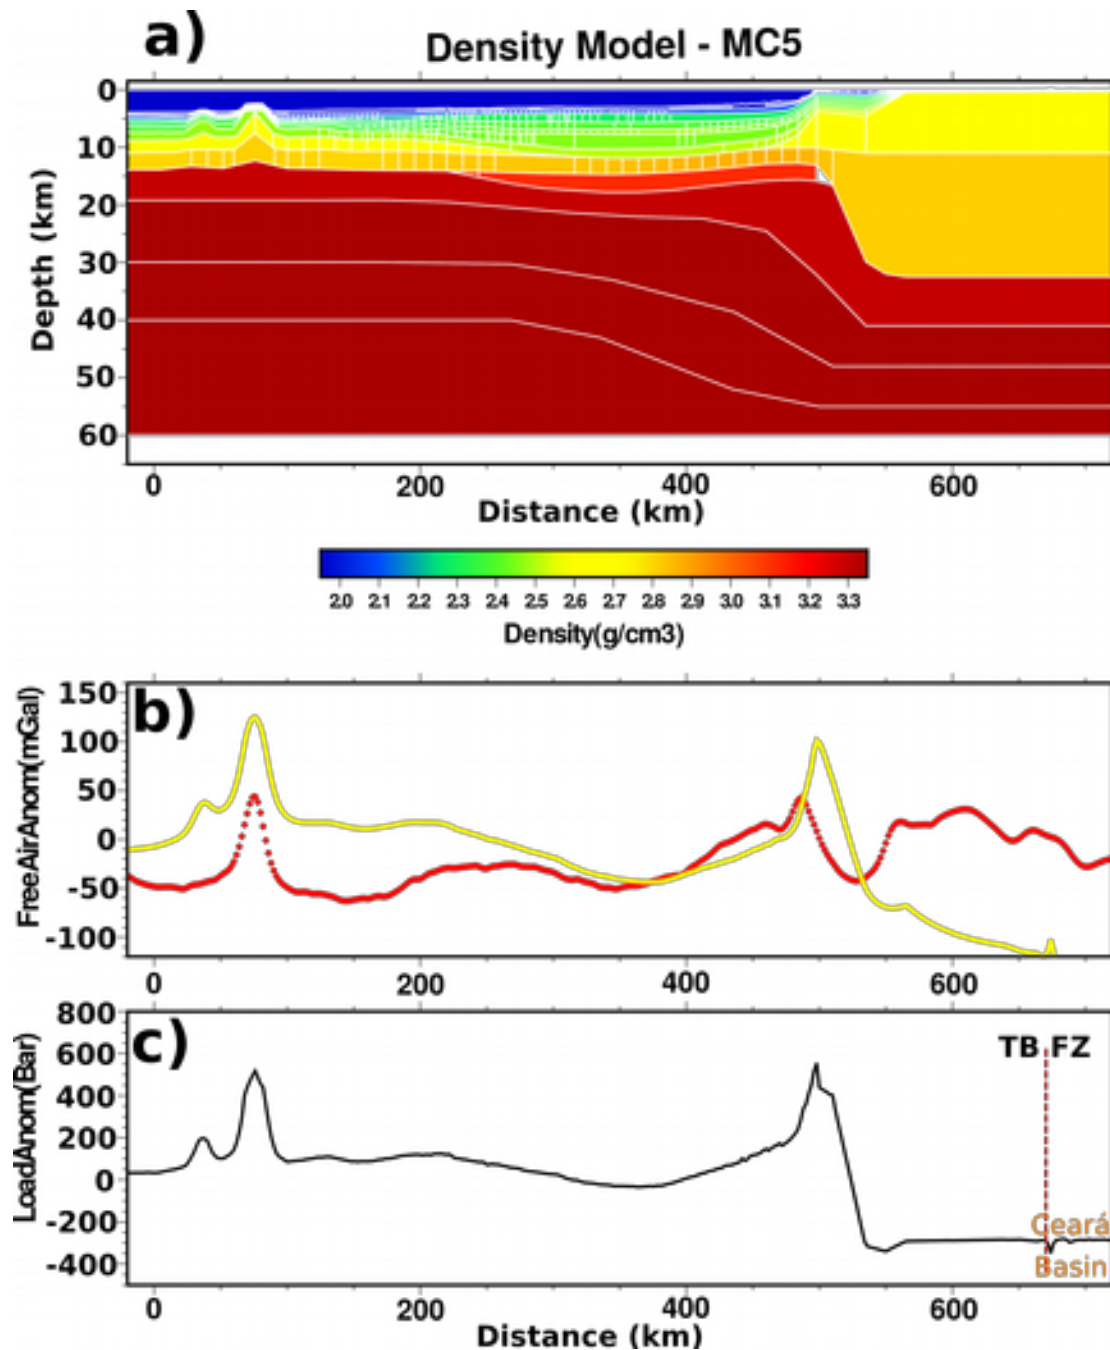 a)
Density Model - MC5
0
10
20
30
40
50
60
Depth (km)
0 200 400 600
Distance (km)
2.0 2.1 2.2 2.3 2.4 2.5 2.6 2.7 2.8 2.9 3.0 3.1 3.2 3.3
Density(g/cm3)
b)
150
100
50
0
-50
-100
FreeAirAnom(mGal)
0 200 400 600
c)
800
600
400
200
0
-200
-400
LoadAnom(Bar)
TB FZ
Ceará
Basin
0 200 400 600
Distance (km)